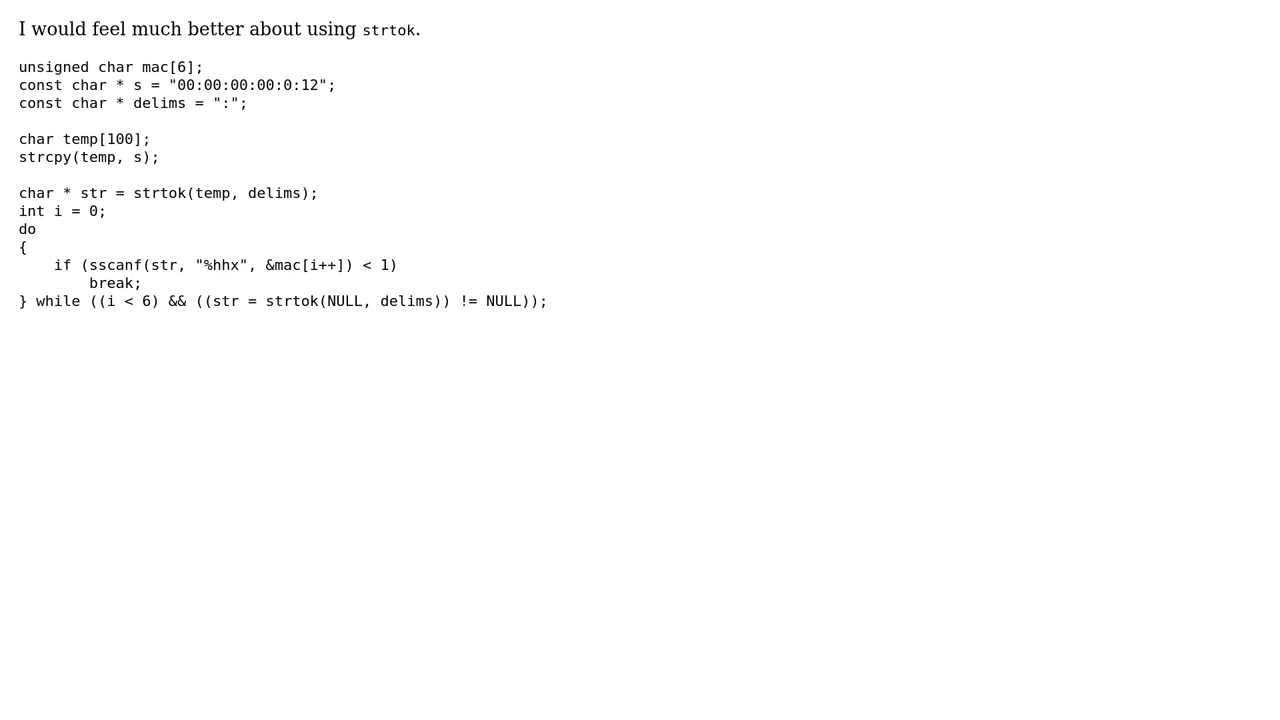 I would feel much better about using strtok.
unsigned char mac[6];
const char * s = "00:00:00:00:0:12";
const char * delims = ":";

char temp[100];
strcpy(temp, s);

char * str = strtok(temp, delims);
int i = 0;
do
{
    if (sscanf(str, "%hhx", &mac[i++]) < 1)
        break;
} while ((i < 6) && ((str = strtok(NULL, delims)) != NULL));